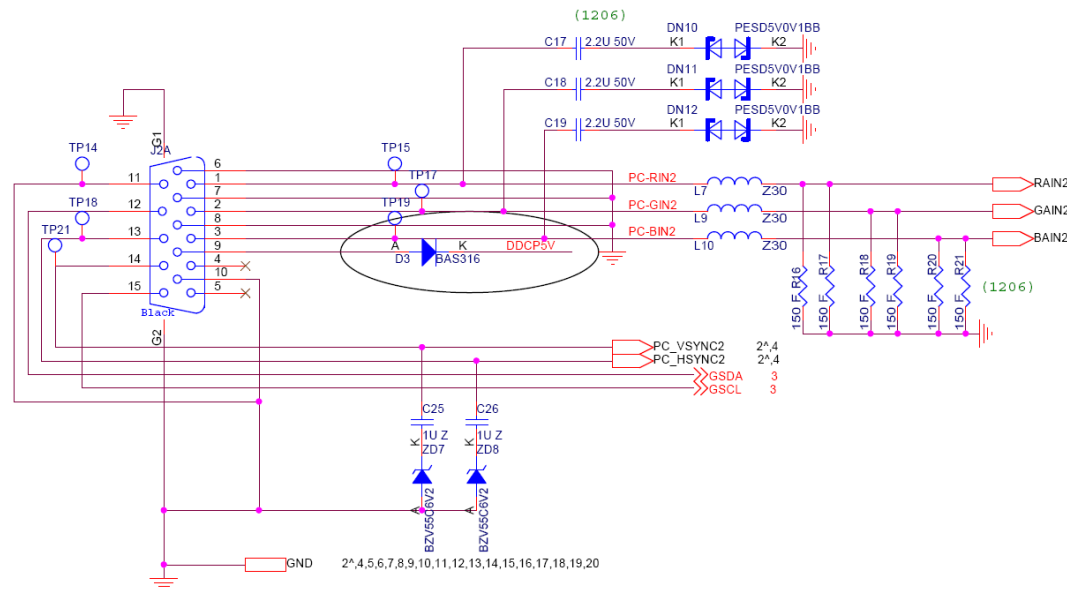 (1206)
DN10 PESD5V0V1BB
C17 2.2U 50V K1 K2
DN11 PESD5V0V1BB
C18 2.2U 50V K1 K2
DN12 PESD5V0V1BB
C19 2.2U 50V K1 K2
G1
J2A
TP14 TP15
6
11 1 PC-RIN2 L7 Z30 RAIN2
TP17
7
TP18 12 2 PC-GIN2 L9 Z30 GAIN2
TP19
8
TP21 13 3 PC-BIN2 L10 Z30 BAIN2
9 A K DDCP5V
D3 BAS316
14 4
10
15 5
Black
G2
150 F R16
150 F R17
150 F R18
150 F R19
150 F R20
150 F R21
(1206)
PC_VSYNC2 2^,4
PC_HSYNC2 2^,4
GSDA 3
GSCL 3
C25 C26
1U Z 1U Z
K K
ZD7 ZD8
A A
BZV55C6V2 BZV55C6V2
GND 2^,4,5,6,7,8,9,10,11,12,13,14,15,16,17,18,19,20